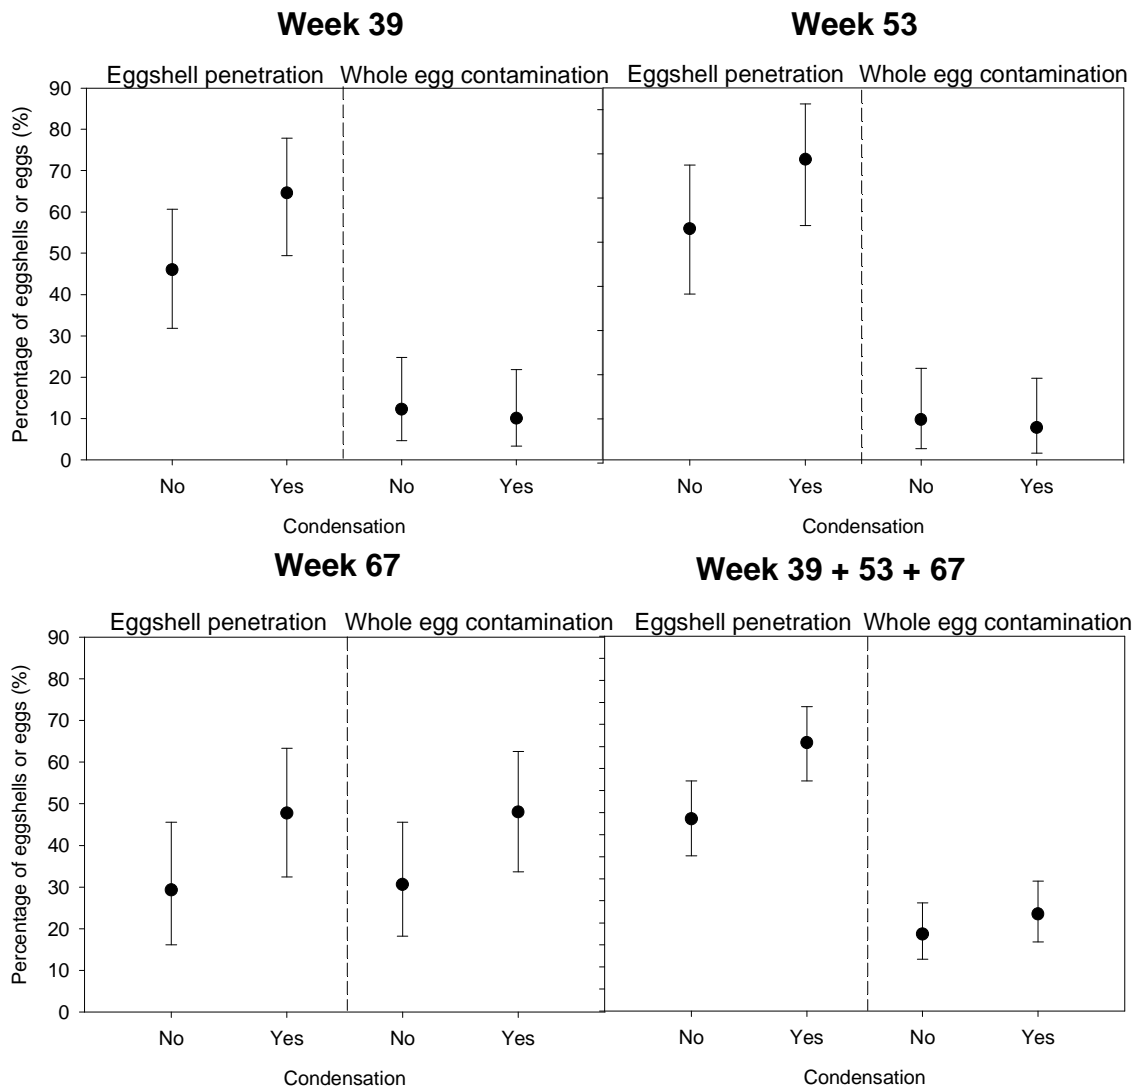 Week 39
Week 53
Eggshell penetration Whole egg contamination
Eggshell penetration Whole egg contamination
Percentage of eggshells or eggs (%)
90
80
70
60
50
40
30
20
10
0
No Yes No Yes
No Yes No Yes
Condensation
Condensation
Week 67
Week 39 + 53 + 67
Eggshell penetration Whole egg contamination
Eggshell penetration Whole egg contamination
Percentage of eggshells or eggs (%)
90
80
70
60
50
40
30
20
10
0
No Yes No Yes
No Yes No Yes
Condensation
Condensation